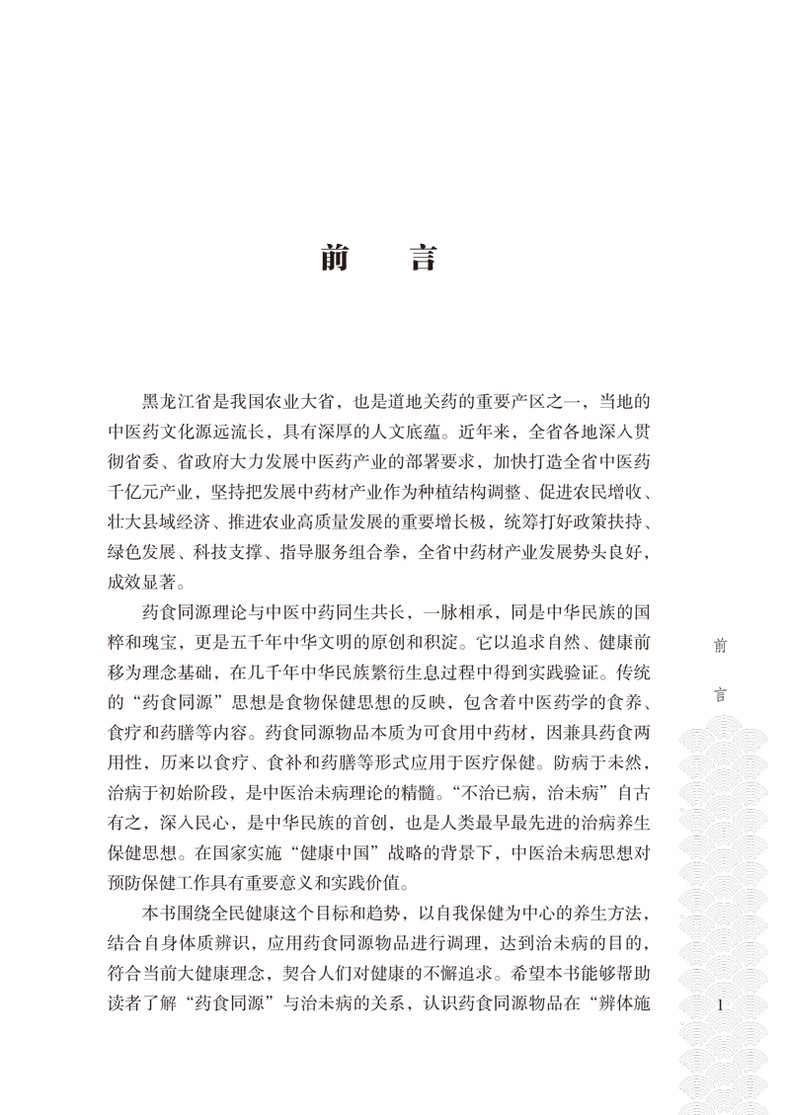 前 言
黑龙江省是我国农业大省，也是道地关药的重要产区之一，当地的
中医药文化源远流长，具有深厚的人文底蕴。近年来，全省各地深入贯
彻省委、省政府大力发展中医药产业的部署要求，加快打造全省中医药
千亿元产业，坚持把发展中药材产业作为种植结构调整、促进农民增收、
壮大县域经济、推进农业高质量发展的重要增长极，统筹打好政策扶持、
绿色发展、科技支撑、指导服务组合拳，全省中药材产业发展势头良好，
成效显著。
药食同源理论与中医中药同生共长，一脉相承，同是中华民族的国
粹和瑰宝，更是五千年中华文明的原创和积淀。它以追求自然、健康前
移为理念基础，在几千年中华民族繁衍生息过程中得到实践验证。传统
的“药食同源”思想是食物保健思想的反映，包含着中医药学的食养、
食疗和药膳等内容。药食同源物品本质为可食用中药材，因兼具药食两
用性，历来以食疗、食补和药膳等形式应用于医疗保健。防病于未然，
治病于初始阶段，是中医治未病理论的精髓。“不治已病，治未病”自古
有之，深入民心，是中华民族的首创，也是人类最早最先进的治病养生
保健思想。在国家实施“健康中国”战略的背景下，中医治未病思想对
预防保健工作具有重要意义和实践价值。
本书围绕全民健康这个目标和趋势，以自我保健为中心的养生方法，
结合自身体质辨识，应用药食同源物品进行调理，达到治未病的目的，
符合当前大健康理念，契合人们对健康的不懈追求。希望本书能够帮助
读者了解“药食同源”与治未病的关系，认识药食同源物品在“辨体施
前
言
1